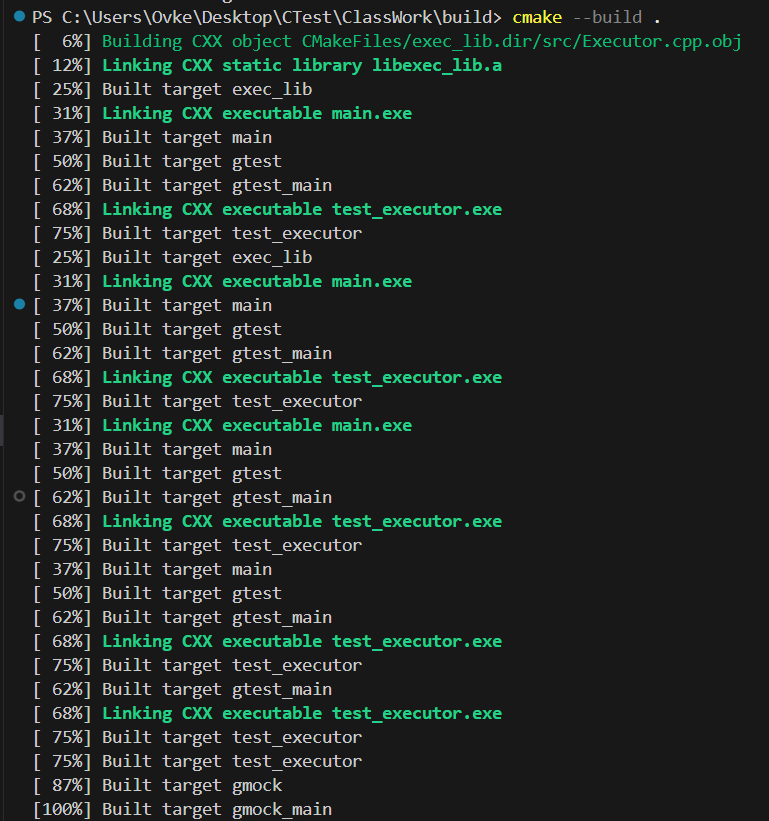 PS C:\Users\Ovke\Desktop\CTest\ClassWork\build> cmake --build .
[  6%] Building CXX object CMakeFiles/exec_lib.dir/src/Executor.cpp.obj
[ 12%] Linking CXX static library libexec_lib.a
[ 25%] Built target exec_lib
[ 31%] Linking CXX executable main.exe
[ 37%] Built target main
[ 50%] Built target gtest
[ 62%] Built target gtest_main
[ 68%] Linking CXX executable test_executor.exe
[ 75%] Built target test_executor
[ 25%] Built target exec_lib
[ 31%] Linking CXX executable main.exe
[ 37%] Built target main
[ 50%] Built target gtest
[ 62%] Built target gtest_main
[ 68%] Linking CXX executable test_executor.exe
[ 75%] Built target test_executor
[ 31%] Linking CXX executable main.exe
[ 37%] Built target main
[ 50%] Built target gtest
[ 62%] Built target gtest_main
[ 68%] Linking CXX executable test_executor.exe
[ 75%] Built target test_executor
[ 37%] Built target main
[ 50%] Built target gtest
[ 62%] Built target gtest_main
[ 68%] Linking CXX executable test_executor.exe
[ 75%] Built target test_executor
[ 62%] Built target gtest_main
[ 68%] Linking CXX executable test_executor.exe
[ 75%] Built target test_executor
[ 75%] Built target test_executor
[ 87%] Built target gmock
[100%] Built target gmock_main